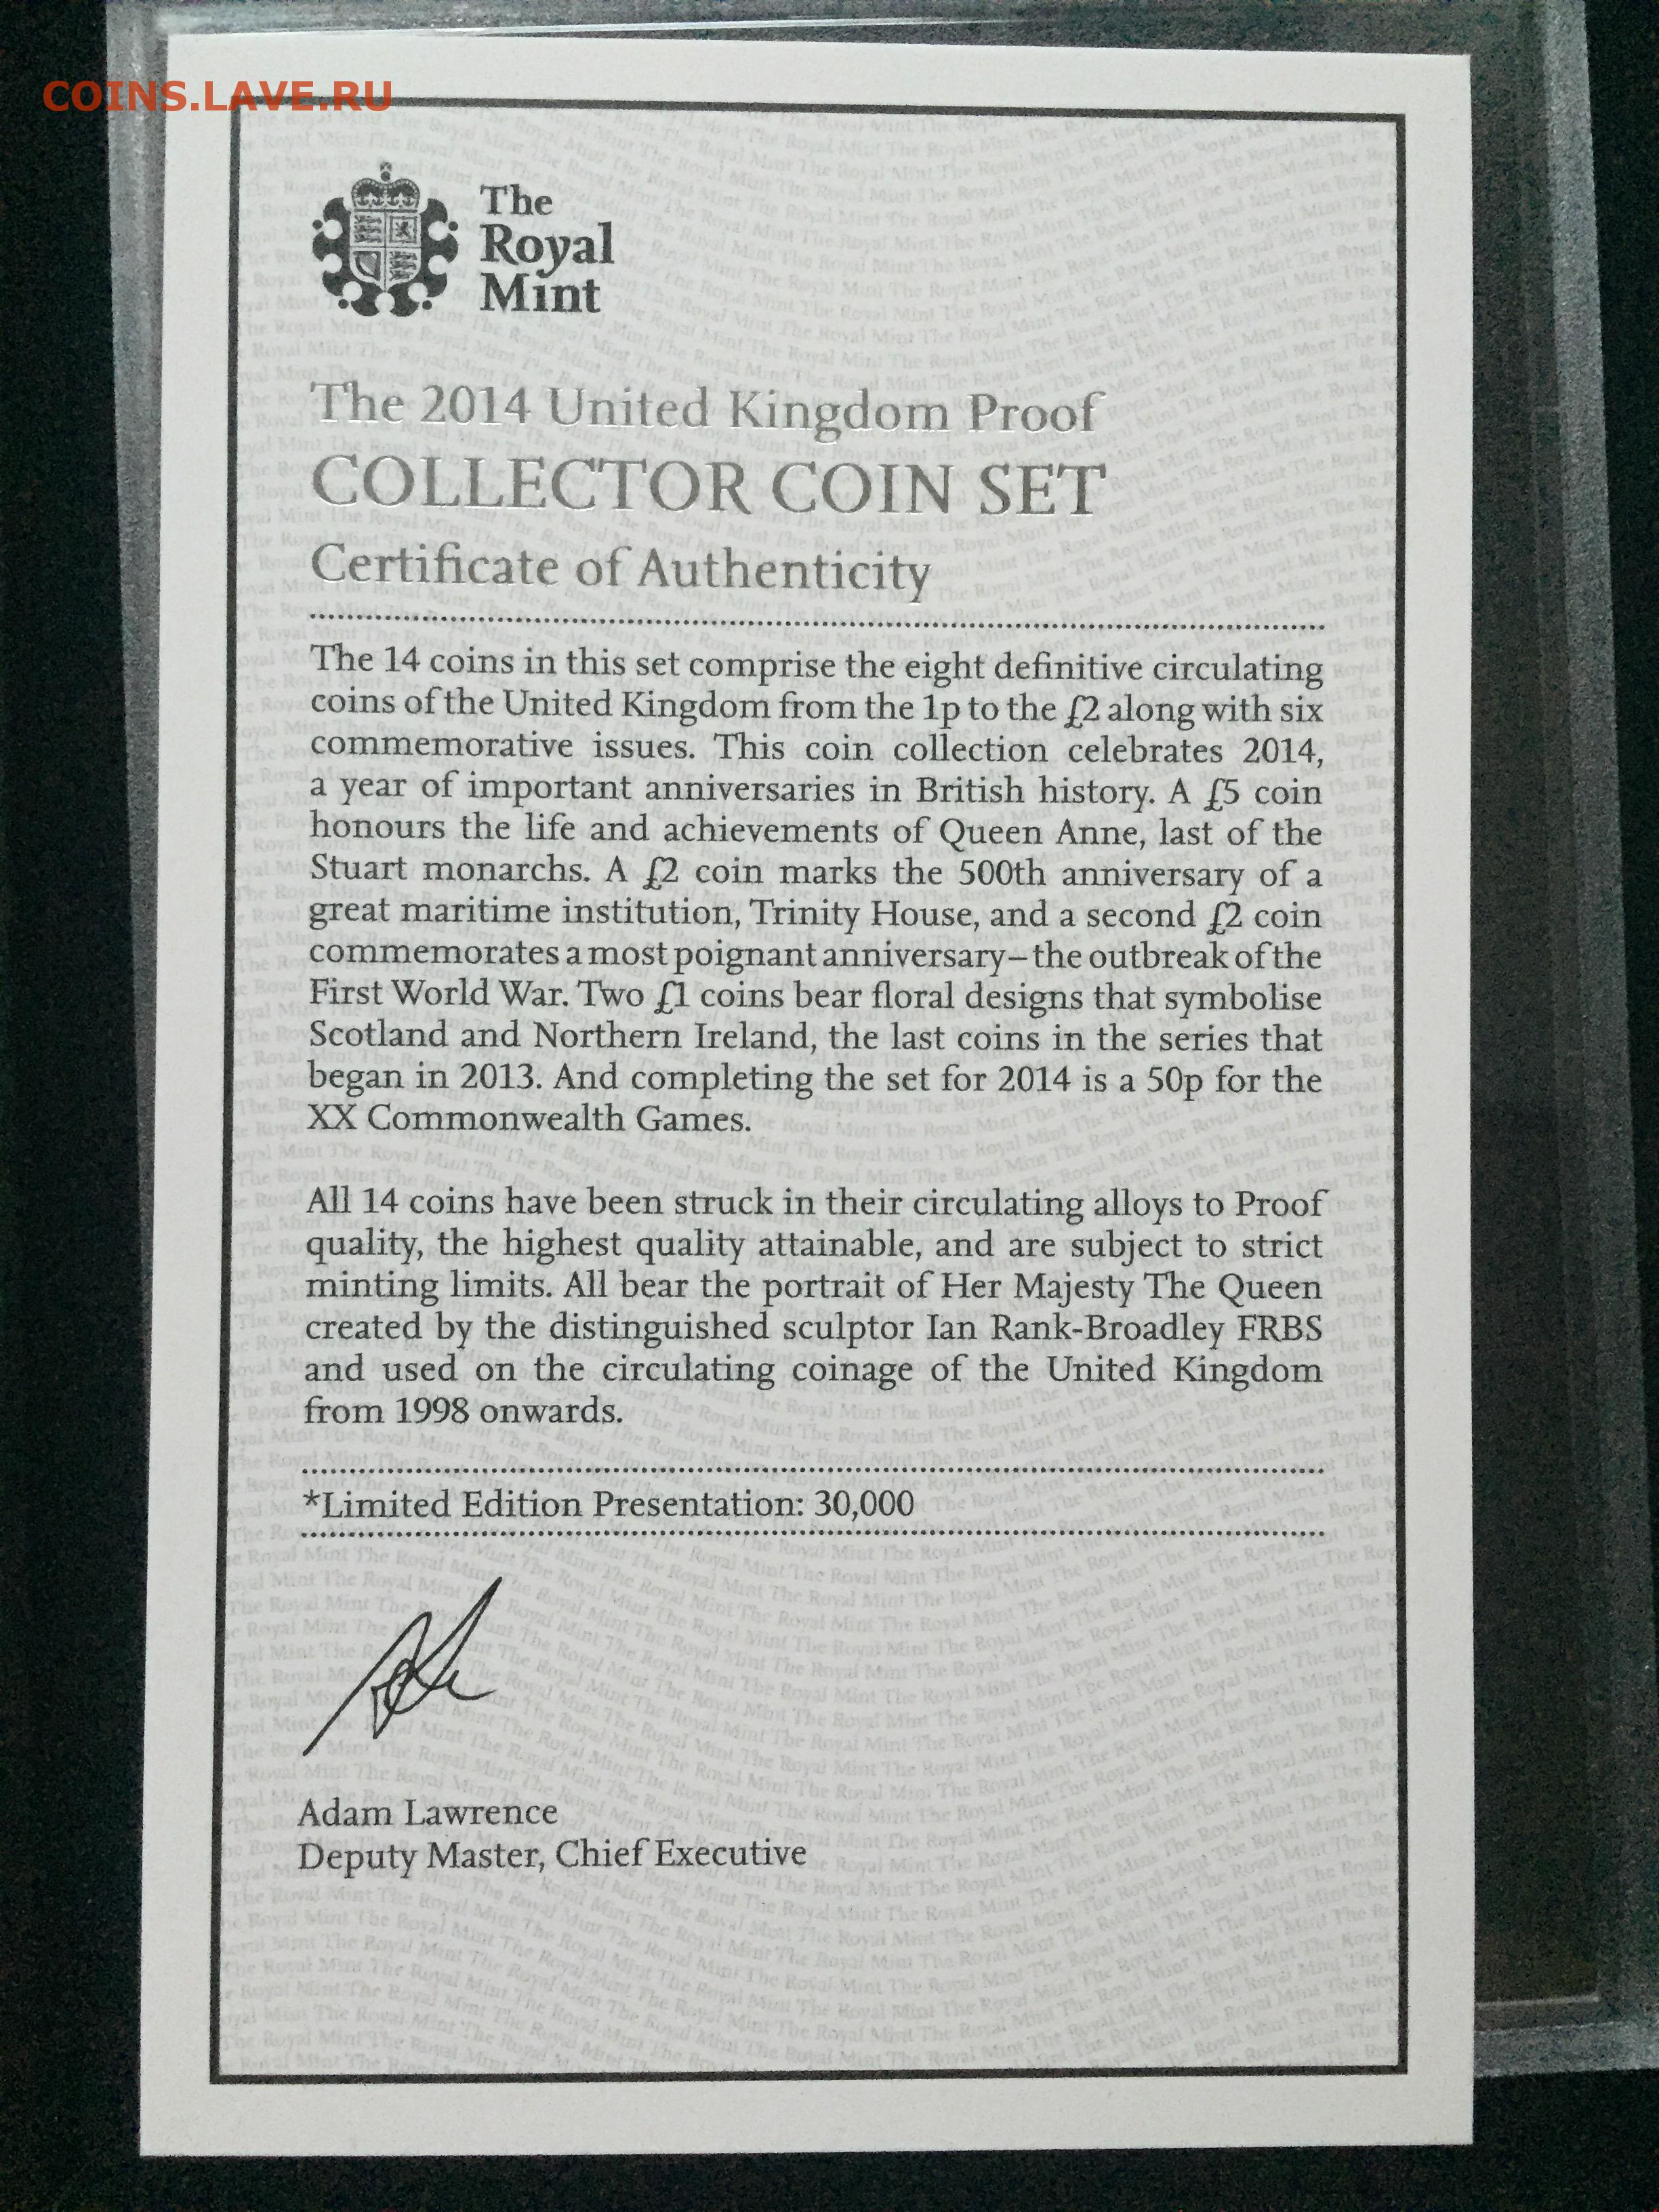 COINS.LAVE.RU
The
Royal
Mint
The 2014 United Kingdom Proof
COLLECTOR COIN SET
Certificate of Authenticity
The 14 coins in this set comprise the eight definitive circulating
coins of the United Kingdom from the 1p to the £2 along with six
commemorative issues. This coin collection celebrates 2014,
a year of important anniversaries in British history. A £5 coin
honours the life and achievements of Queen Anne, last of the
Stuart monarchs. A £2 coin marks the 500th anniversary of a
great maritime institution, Trinity House, and a second £2 coin
commemorates a most poignant anniversary – the outbreak of the
First World War. Two £1 coins bear floral designs that symbolise
Scotland and Northern Ireland, the last coins in the series that
began in 2013. And completing the set for 2014 is a 50p for the
XX Commonwealth Games.
All 14 coins have been struck in their circulating alloys to Proof
quality, the highest quality attainable, and are subject to strict
minting limits. All bear the portrait of Her Majesty The Queen
created by the distinguished sculptor Ian Rank-Broadley FRBS
and used on the circulating coinage of the United Kingdom
from 1998 onwards.
*Limited Edition Presentation: 30,000
Adam Lawrence
Deputy Master, Chief Executive